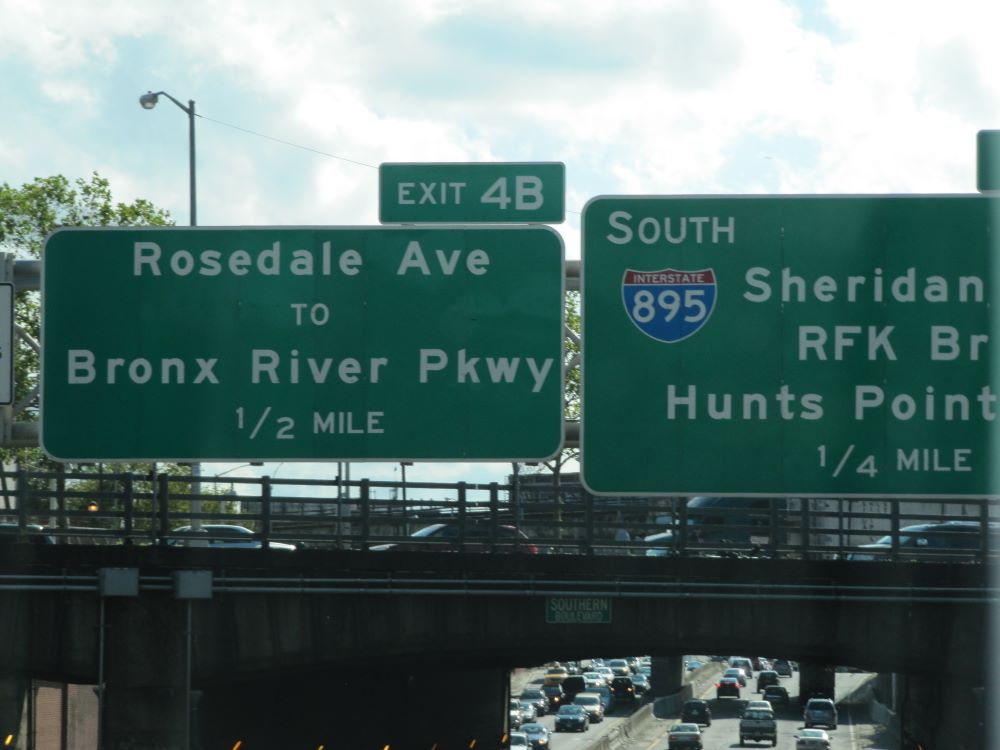 EXIT 4B
Rosedale Ave
TO
Bronx River Pkwy
1/2 MILE
SOUTH
INTERSTATE
895
Sheridan
RFK Br
Hunts Point
1/4 MILE
SOUTHERN
BOULEVARD